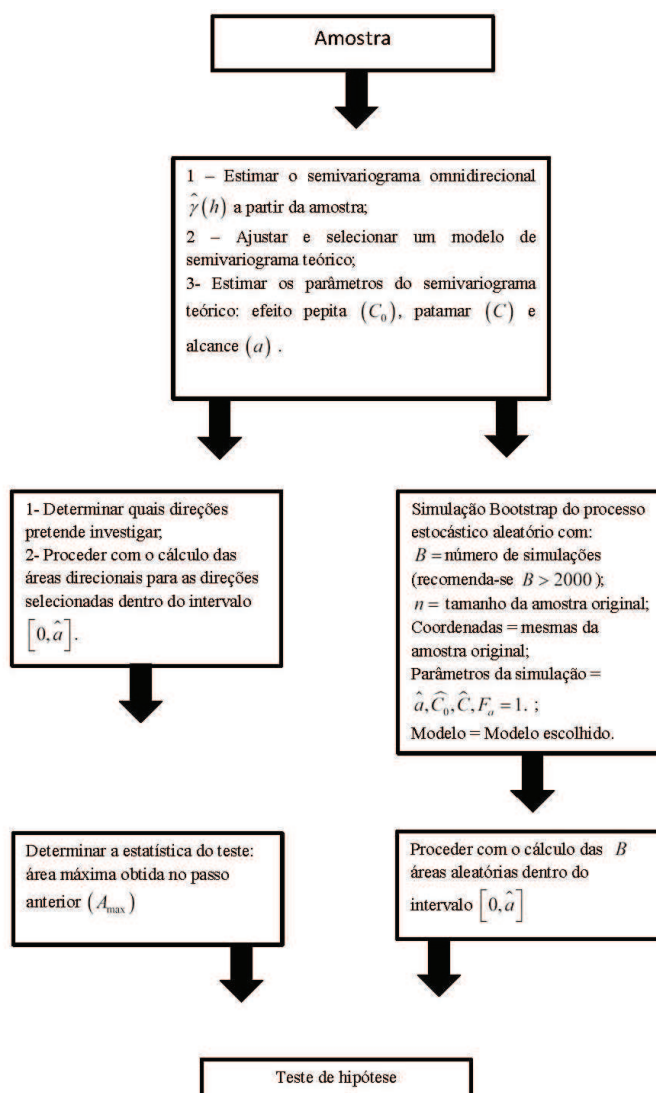 Amostra
1 – Estimar o semivariograma omnidirecional
γ̂(h) a partir da amostra;
2 – Ajustar e selecionar um modelo de
semivariograma teórico;
3- Estimar os parâmetros do semivariograma
teórico: efeito pepita (C₀), patamar (C) e
alcance (a) .
1- Determinar quais direções
pretende investigar;
2- Proceder com o cálculo das
áreas direcionais para as direções
selecionadas dentro do intervalo
[0,â].
Simulação Bootstrap do processo
estocástico aleatório com:
B = número de simulações
(recomenda-se B > 2000);
n = tamanho da amostra original;
Coordenadas = mesmas da
amostra original;
Parâmetros da simulação =
â,Ĉ₀,Ĉ,Fₐ = 1. ;
Modelo = Modelo escolhido.
Determinar a estatística do teste:
área máxima obtida no passo
anterior (Aₘₐₓ)
Proceder com o cálculo das B
áreas aleatórias dentro do
intervalo [0,â]
Teste de hipótese